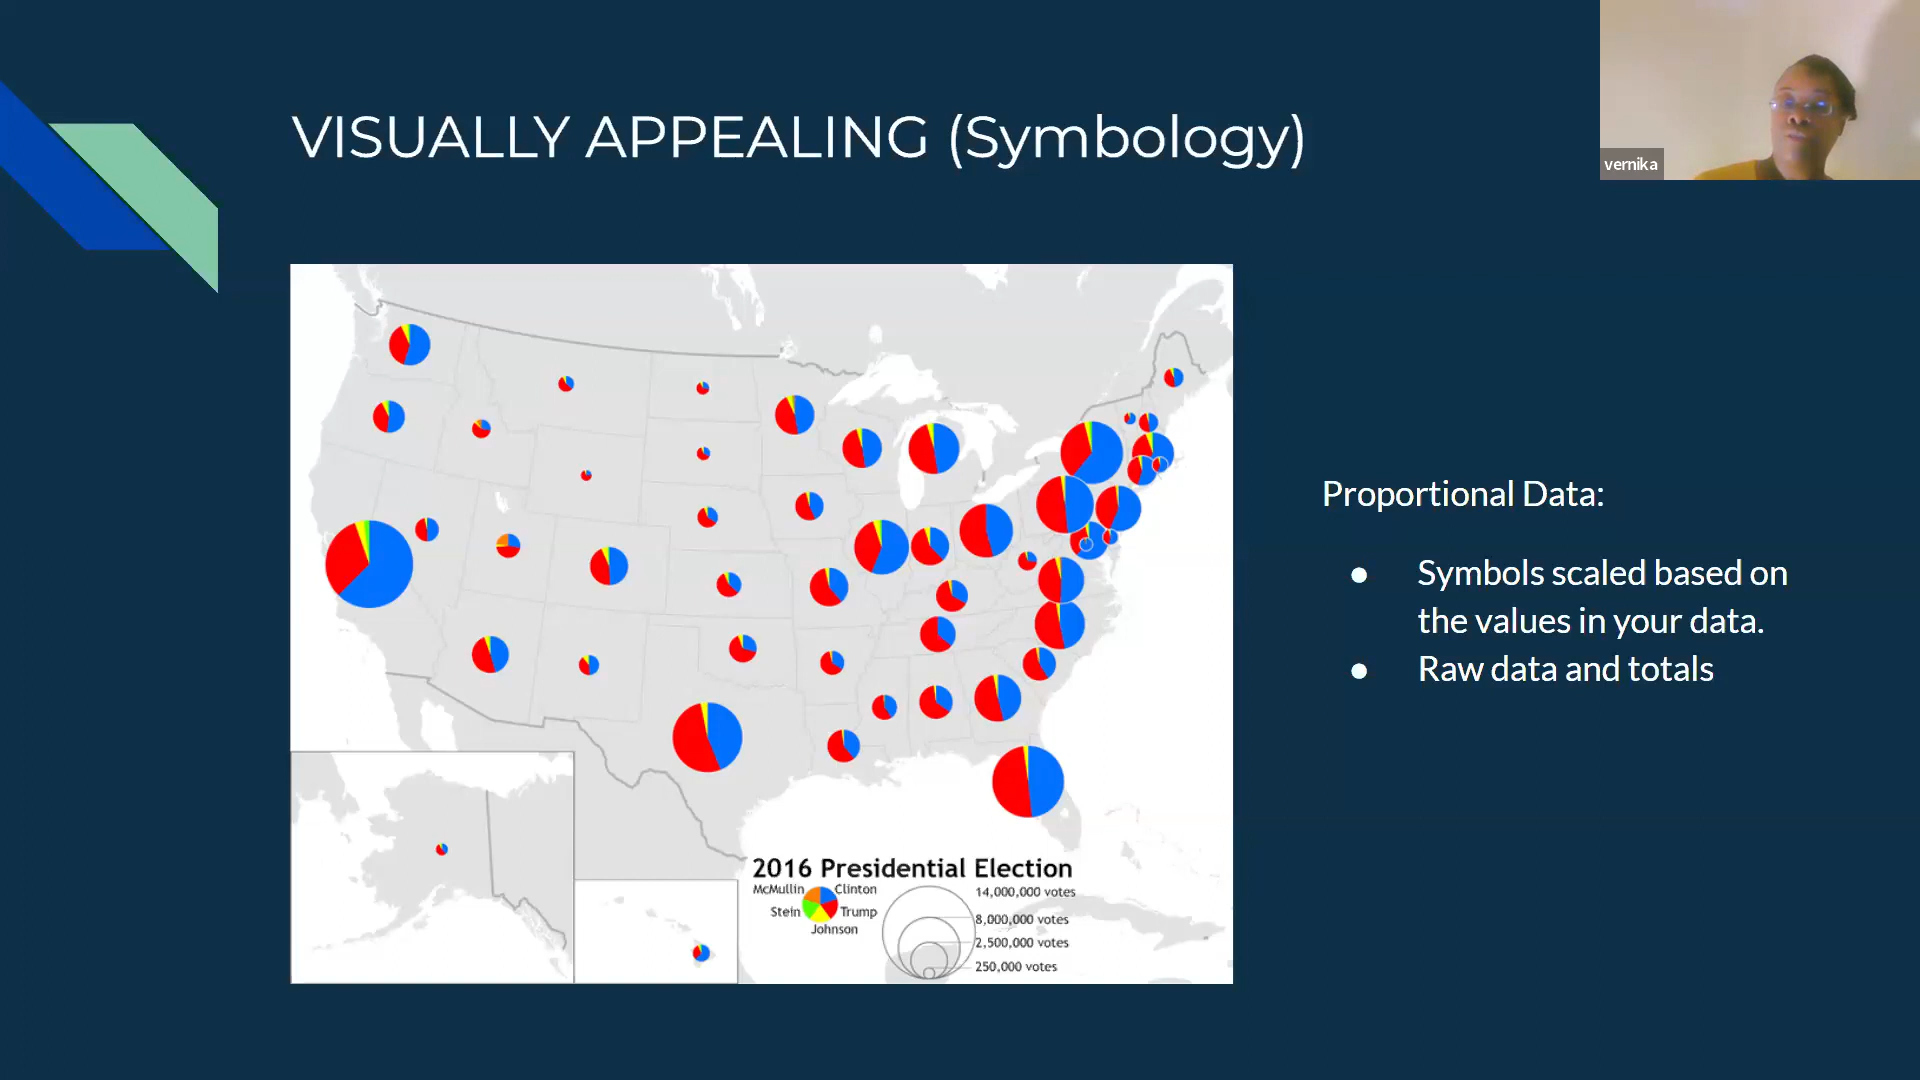 VISUALLY APPEALING (Symbology)
vernika
Proportional Data:
● Symbols scaled based on
the values in your data.
● Raw data and totals
2016 Presidential Election
McMullin
Clinton
Stein
Trump
Johnson
14,000,000 votes
8,000,000 votes
2,500,000 votes
250,000 votes